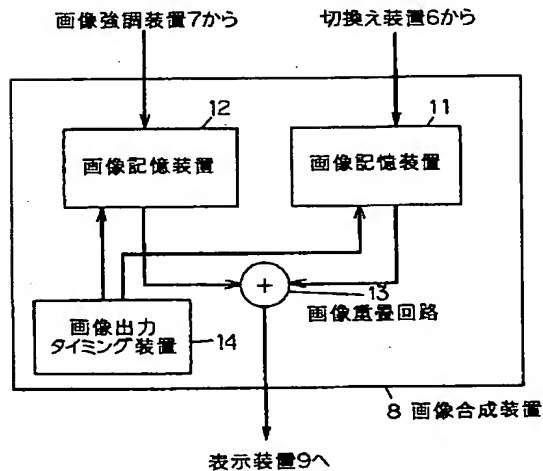 画像強調装置7から
切換え装置6から
12
11
画像記憶装置
画像記憶装置
+
13
画像重畳回路
画像出力
タイミング装置
14
8 画像合成装置
表示装置9へ